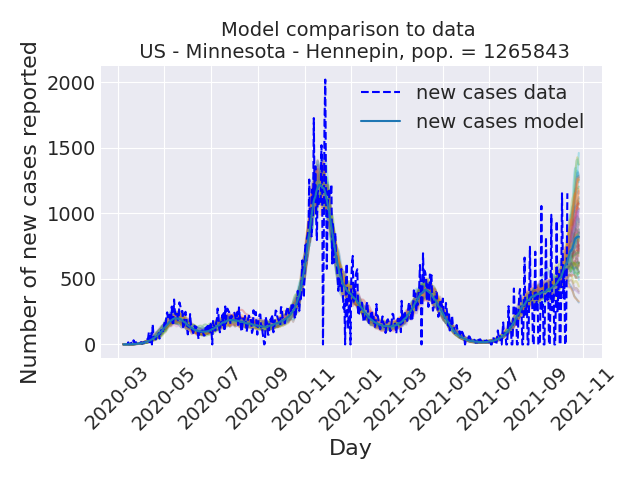 Model comparison to data
US - Minnesota - Hennepin, pop. = 1265843
Number of new cases reported
2000
1500
1000
500
0
new cases data
new cases model
2020-03
2020-05
2020-07
2020-09
2020-11
2021-01
2021-03
2021-05
2021-07
2021-09
2021-11
Day